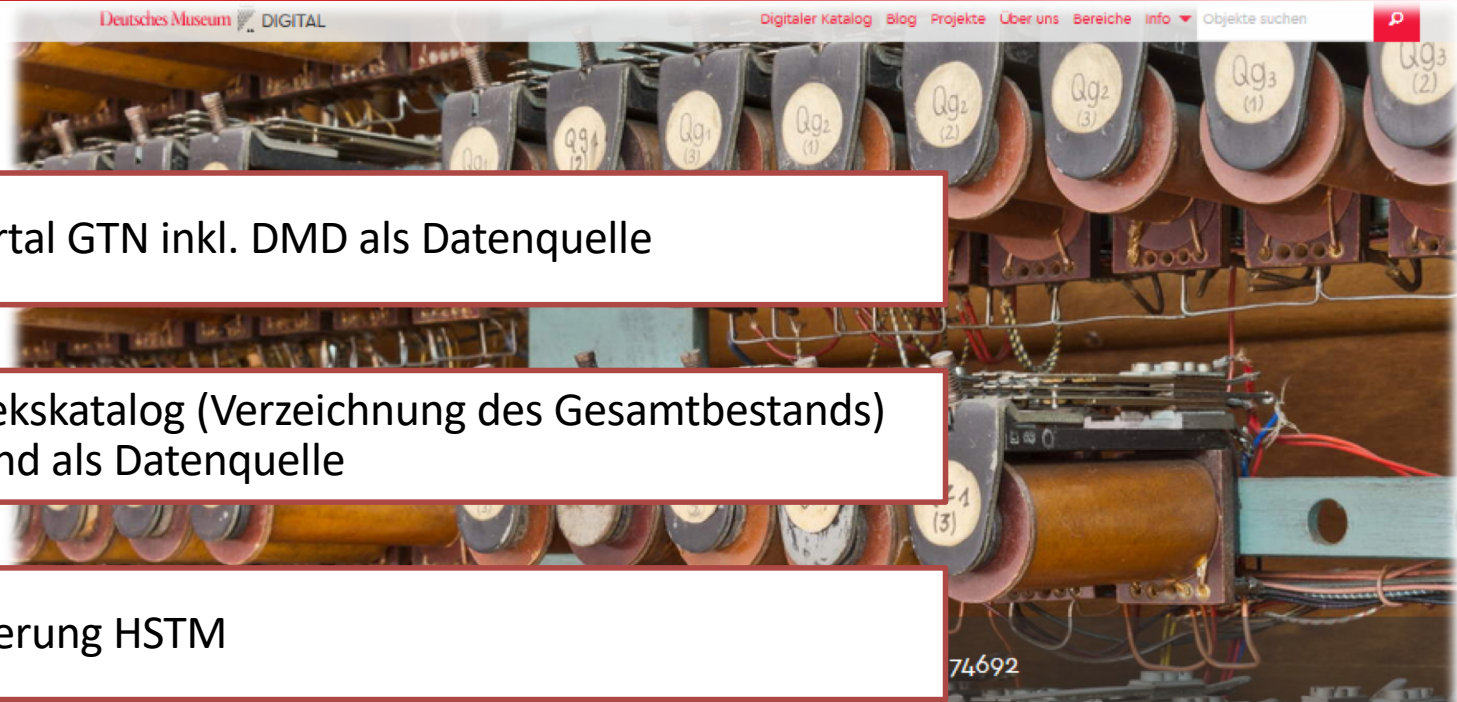 Deutsches Museum DIGITAL
Digitaler Katalog Blog Projekte Über uns Bereiche Info Objekte suchen
Qg1 (2)
Qg1 (3)
Qg2 (1)
Qg2 (2)
Qg2 (3)
Qg3 (1)
Qg3 (2)
rtal GTN inkl. DMD als Datenquelle
ekskatalog (Verzeichnung des Gesamtbestands)
nd als Datenquelle
(3)
erung HSTM
74692